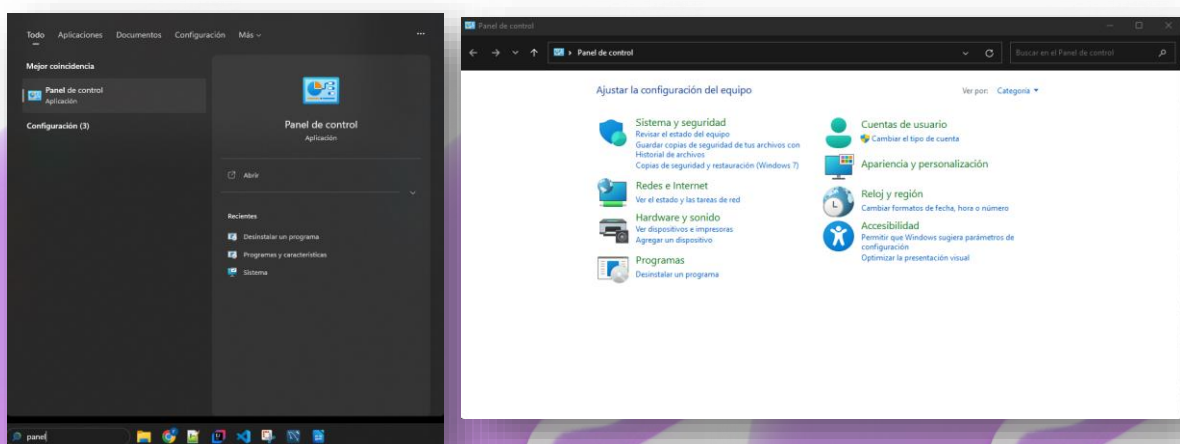 Todo Aplicaciones Documentos Configuración Más
Mejor coincidencia
Panel de control
Aplicación
Configuración (3)
Panel de control
Aplicación
Abrir
Recientes
Desinstalar un programa
Programas y características
Sistema
panel
Panel de control
Panel de control
Buscar en el Panel de control
Ajustar la configuración del equipo
Ver por: Categoría
Sistema y seguridad
Revisar el estado del equipo
Guardar copias de seguridad de tus archivos con
Historial de archivos
Copias de seguridad y restauración (Windows 7)
Redes e Internet
Ver el estado y las tareas de red
Hardware y sonido
Ver dispositivos e impresoras
Agregar un dispositivo
Programas
Desinstalar un programa
Cuentas de usuario
Cambiar el tipo de cuenta
Apariencia y personalización
Reloj y región
Cambiar formatos de fecha, hora o número
Accesibilidad
Permitir que Windows sugiera parámetros de
configuración
Optimizar la presentación visual